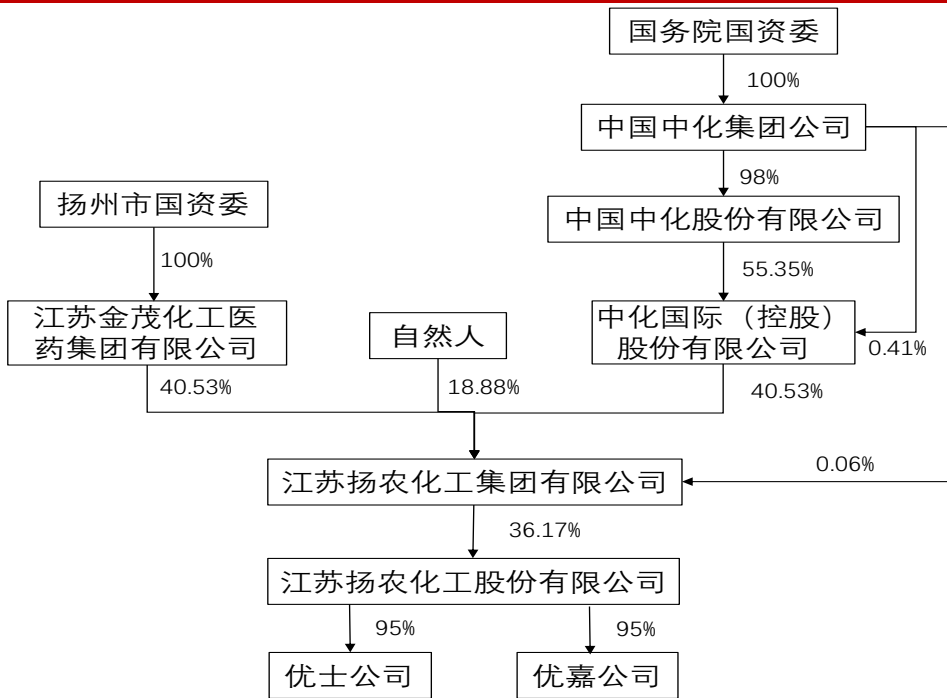 国务院国资委
100%
中国中化集团公司
98%
扬州市国资委
中国中化股份有限公司
100%
55.35%
江苏金茂化工医
药集团有限公司
自然人
中化国际（控股）
股份有限公司
0.41%
40.53%
18.88%
40.53%
江苏扬农化工集团有限公司
0.06%
36.17%
江苏扬农化工股份有限公司
95%
95%
优士公司
优嘉公司